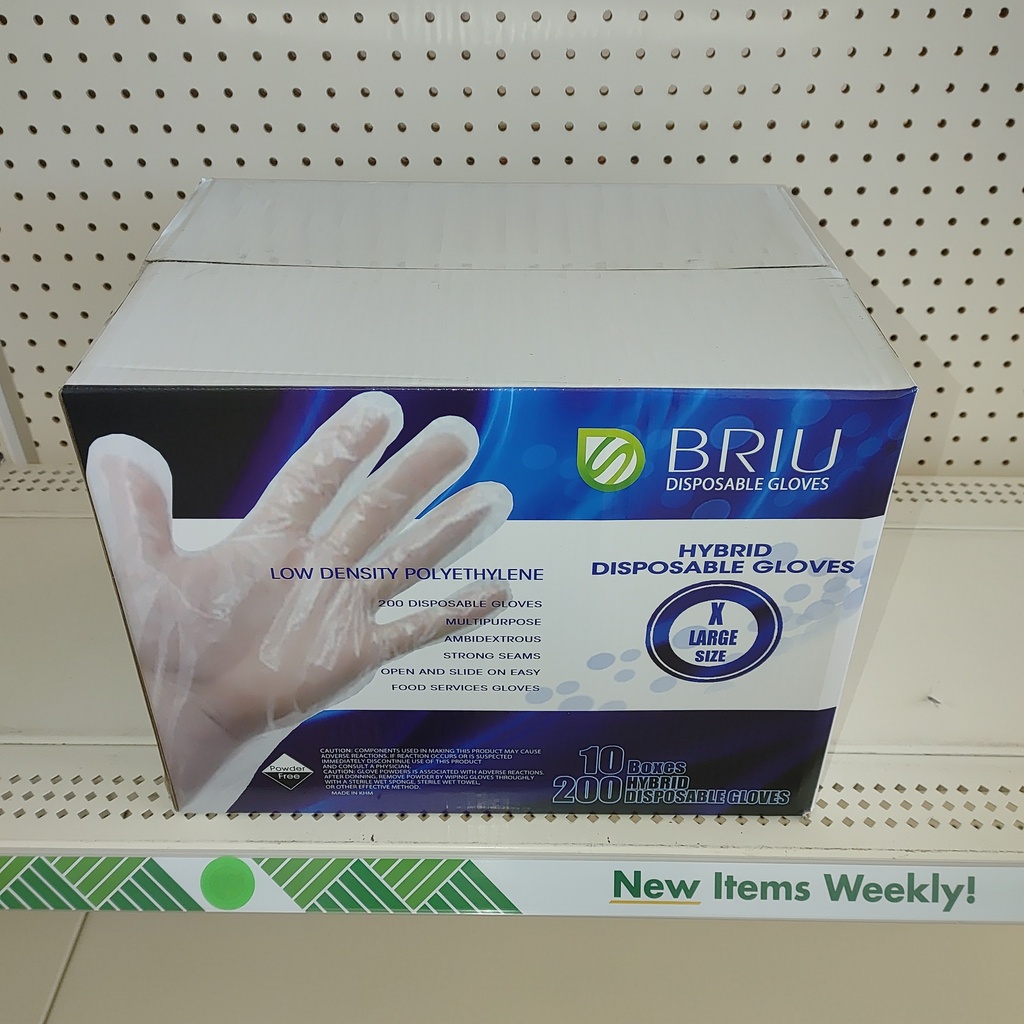 BRIU
DISPOSABLE GLOVES
HYBRID
DISPOSABLE GLOVES
X
LARGE
SIZE
LOW DENSITY POLYETHYLENE
200 DISPOSABLE GLOVES
MULTIPURPOSE
AMBIDEXTROUS
STRONG SEAMS
OPEN AND SLIDE ON EASY
FOOD SERVICES GLOVES
Powder
Free
CAUTION: COMPONENTS USED IN MAKING THIS PRODUCT MAY CAUSE
ADVERSE REACTIONS. IF REACTION OCCURS OR IS SUSPECTED
IMMEDIATELY DISCONTINUE USE OF THIS PRODUCT
AND CONSULT A PHYSICIAN.
CAUTION: GLOVE POWDERS IS ASSOCIATED WITH ADVERSE REACTIONS.
AFTER DONNING, REMOVE POWDER BY WIPING GLOVES THROUGHLY
WITH A STERILE WET SPONGE, STERILE WET TOWEL,
OR OTHER EFFECTIVE METHOD.
MADE IN KHM
10 Boxes
200 HYBRID
DISPOSABLE GLOVES
New Items Weekly!